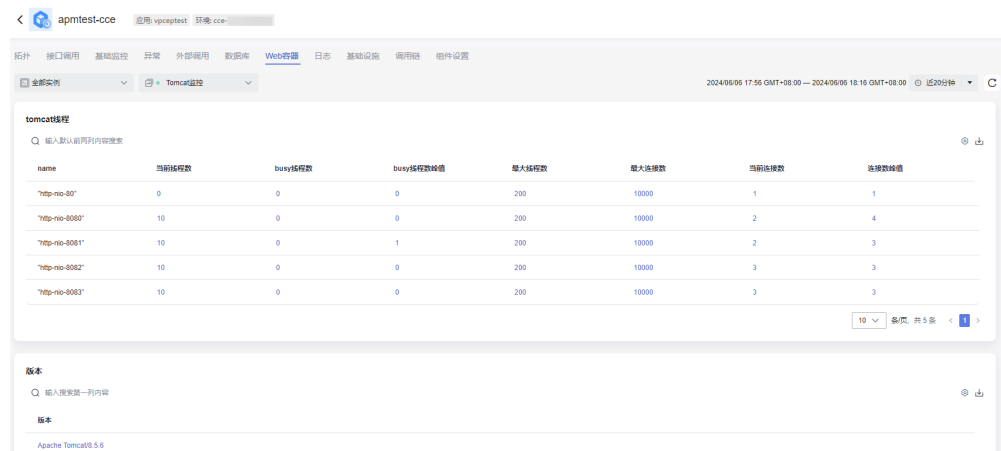 apmtest-cce 应用: vpceptest 环境: cce-
拓扑 接口调用 基础监控 异常 外部调用 数据库 Web容器 日志 基础设施 调用链 组件设置
全部实例 Tomcat监控 2024/06/06 17:56 GMT+08:00 — 2024/06/06 18:16 GMT+08:00 近20分钟
tomcat线程
输入默认前两列内容搜索
name 当前线程数 busy线程数 busy线程数峰值 最大线程数 最大连接数 当前连接数 连接数峰值
"http-nio-80" 0 0 0 200 10000 1 1
"http-nio-8080" 10 0 0 200 10000 2 4
"http-nio-8081" 10 0 1 200 10000 2 3
"http-nio-8082" 10 0 0 200 10000 3 3
"http-nio-8083" 10 0 0 200 10000 3 3
10 条/页, 共 5 条 < 1 >
版本
输入搜索第一列内容
版本
Apache Tomcat/8.5.6